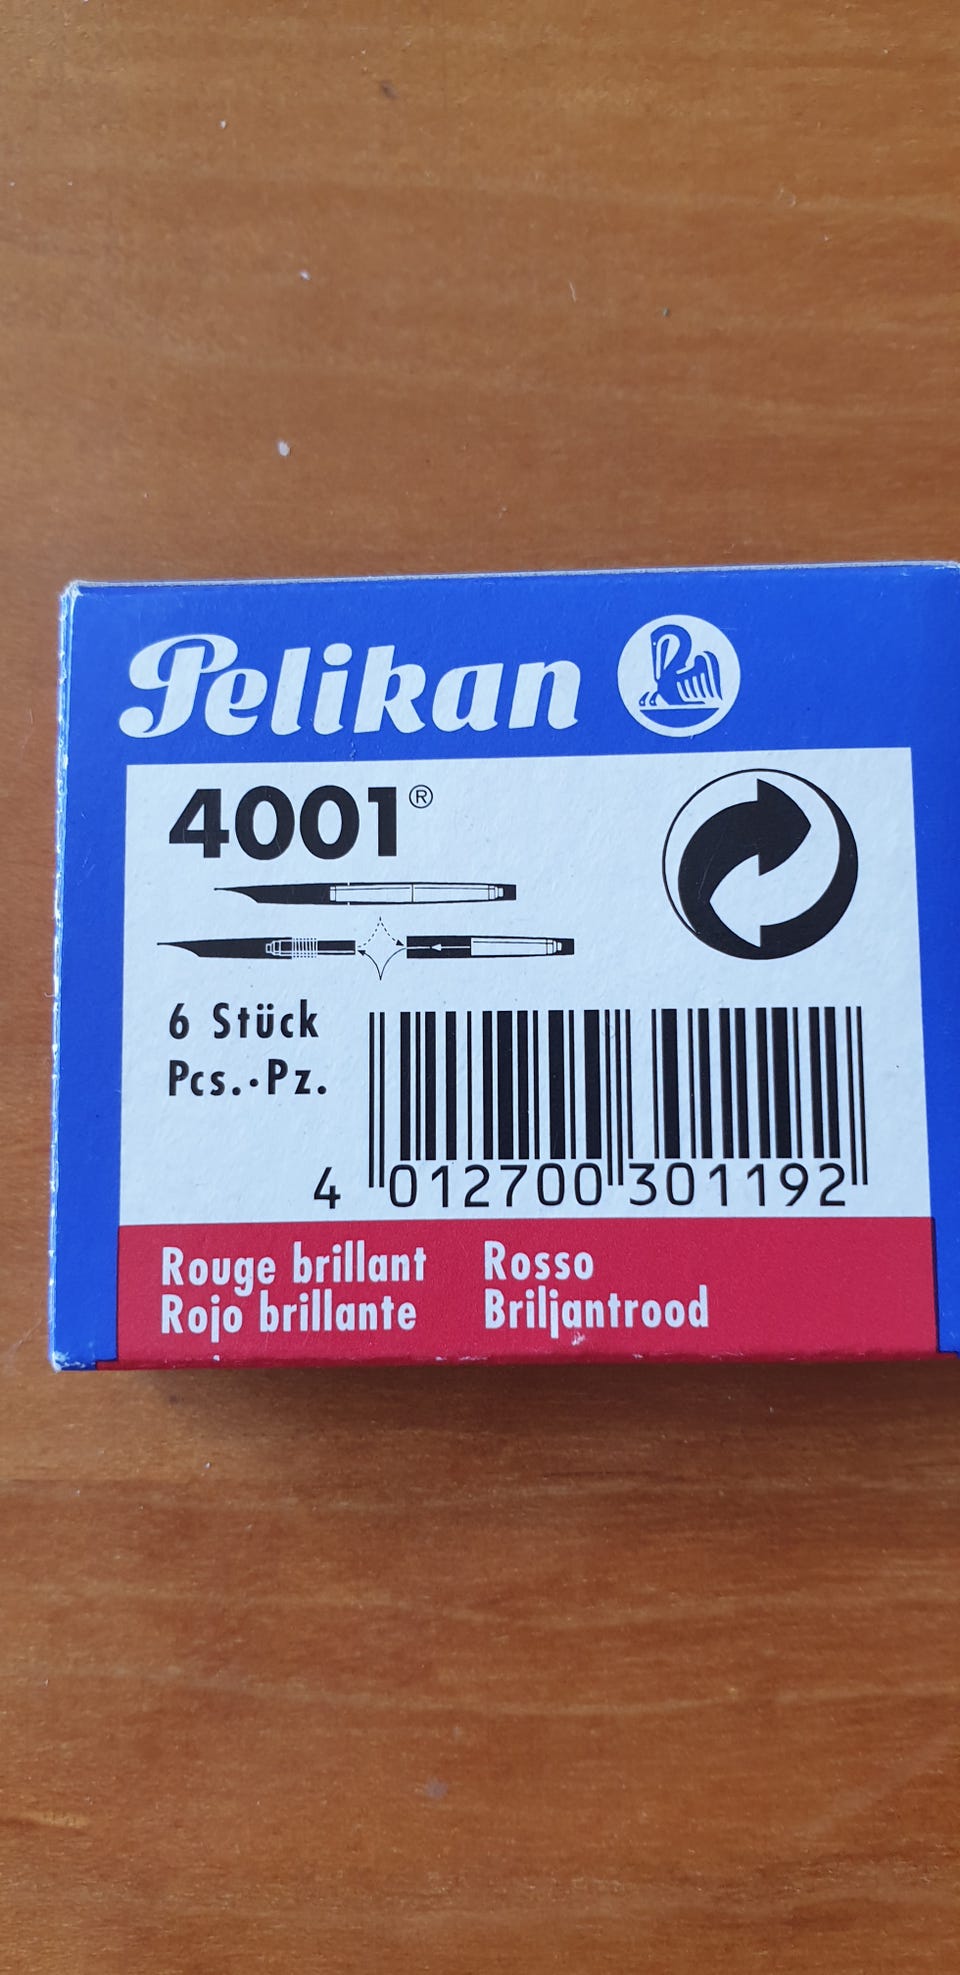 Pelikan
4001®
6 Stück
Pcs.·Pz.
4 012700 301192
Rouge brillant Rosso
Rojo brillante Briljantrood